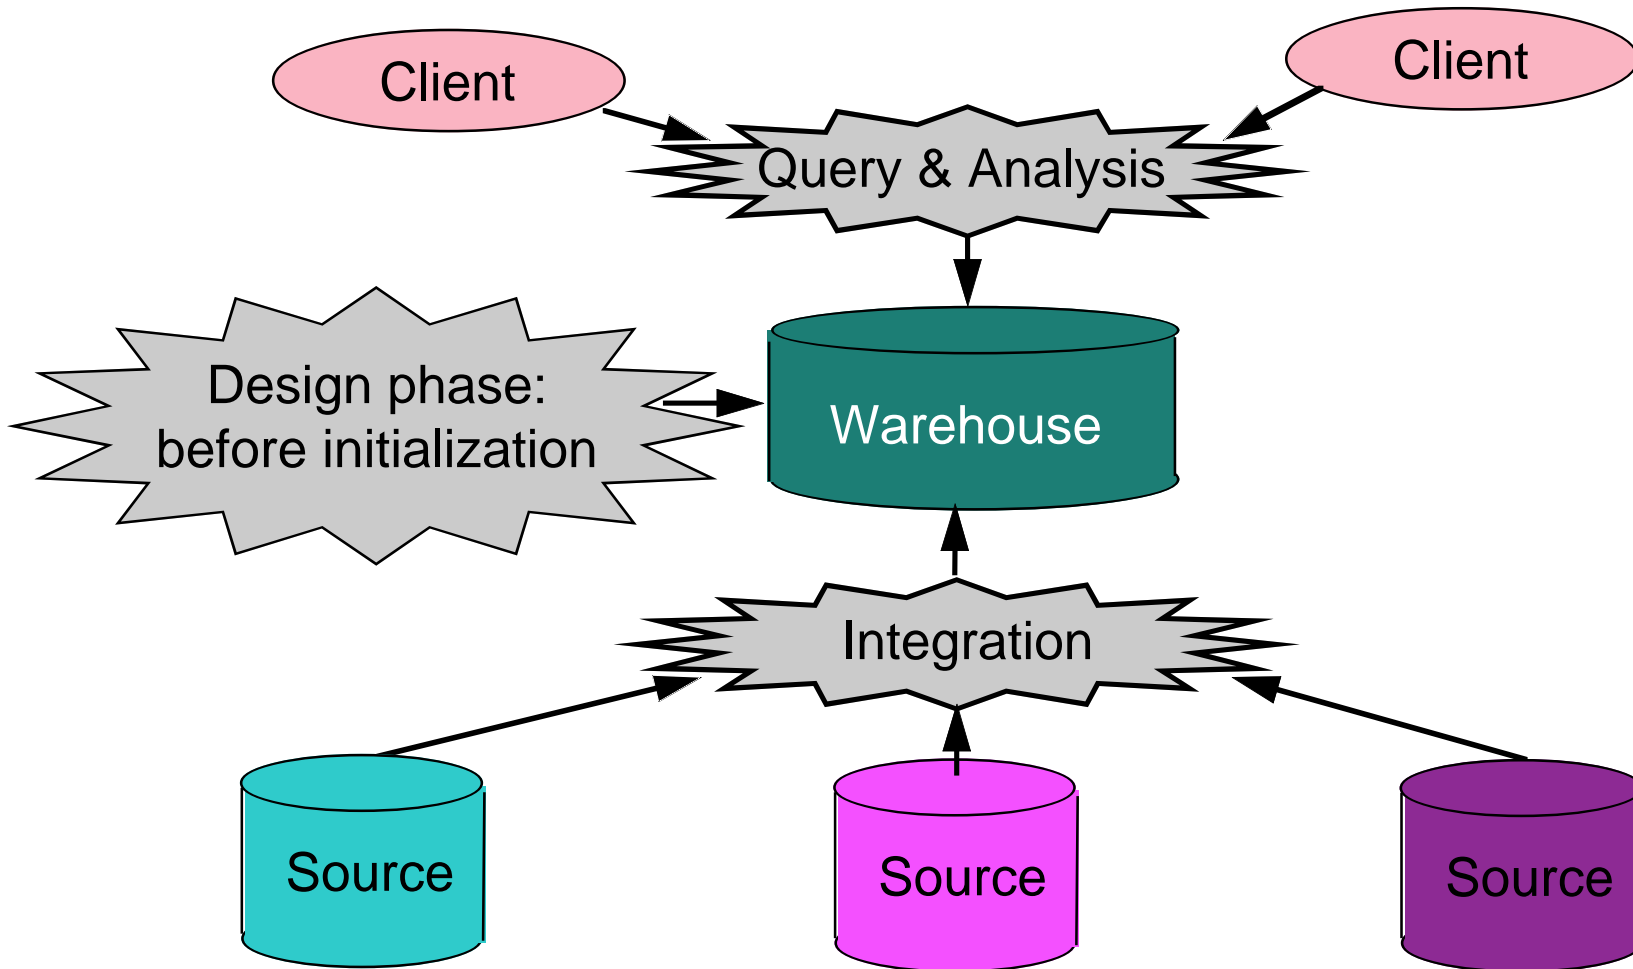 Client
Client
Query & Analysis
Design phase:
before initialization
Warehouse
Integration
Source
Source
Source